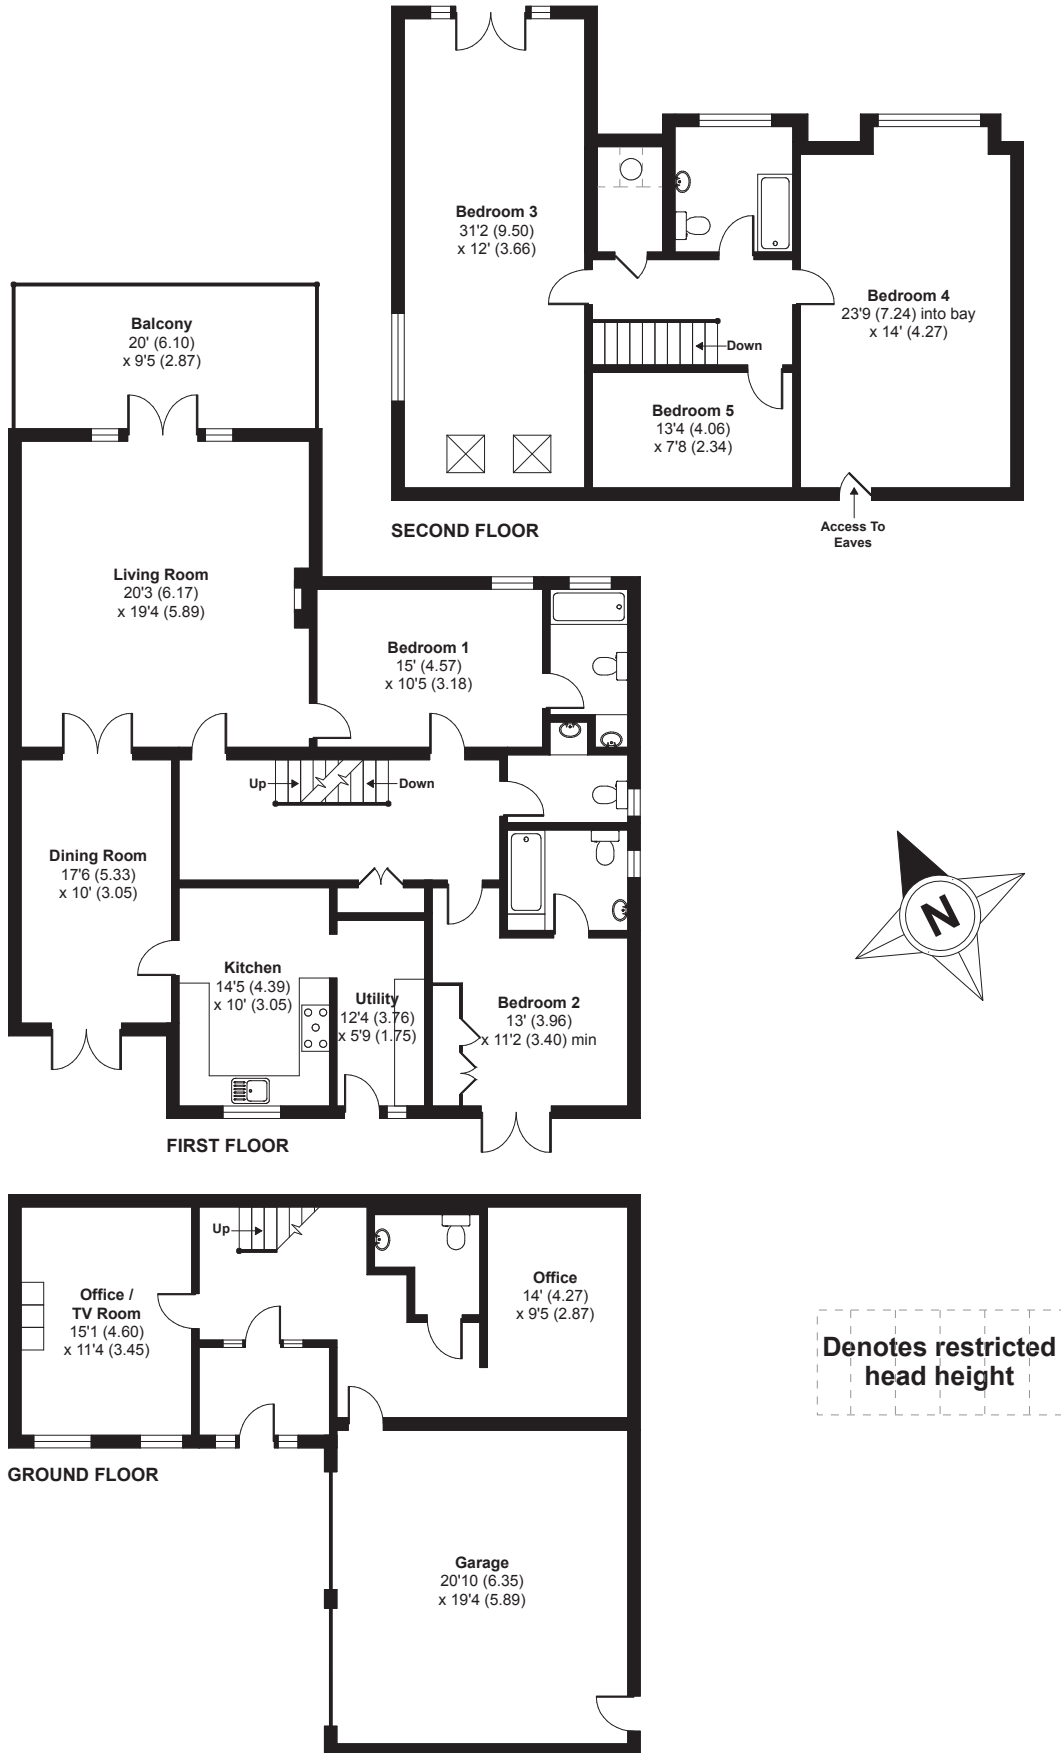 Bedroom 3
31'2 (9.50)
x 12' (3.66)
Bedroom 4
23'9 (7.24) into bay
x 14' (4.27)
Down
Bedroom 5
13'4 (4.06)
x 7'8 (2.34)
Access To
Eaves
SECOND FLOOR
Balcony
20' (6.10)
x 9'5 (2.87)
Living Room
20'3 (6.17)
x 19'4 (5.89)
Bedroom 1
15' (4.57)
x 10'5 (3.18)
Up
Down
Dining Room
17'6 (5.33)
x 10' (3.05)
Kitchen
14'5 (4.39)
x 10' (3.05)
Utility
12'4 (3.76)
x 5'9 (1.75)
Bedroom 2
13' (3.96)
x 11'2 (3.40) min
N
FIRST FLOOR
Up
Office /
TV Room
15'1 (4.60)
x 11'4 (3.45)
Office
14' (4.27)
x 9'5 (2.87)
Denotes restricted
head height
GROUND FLOOR
Garage
20'10 (6.35)
x 19'4 (5.89)